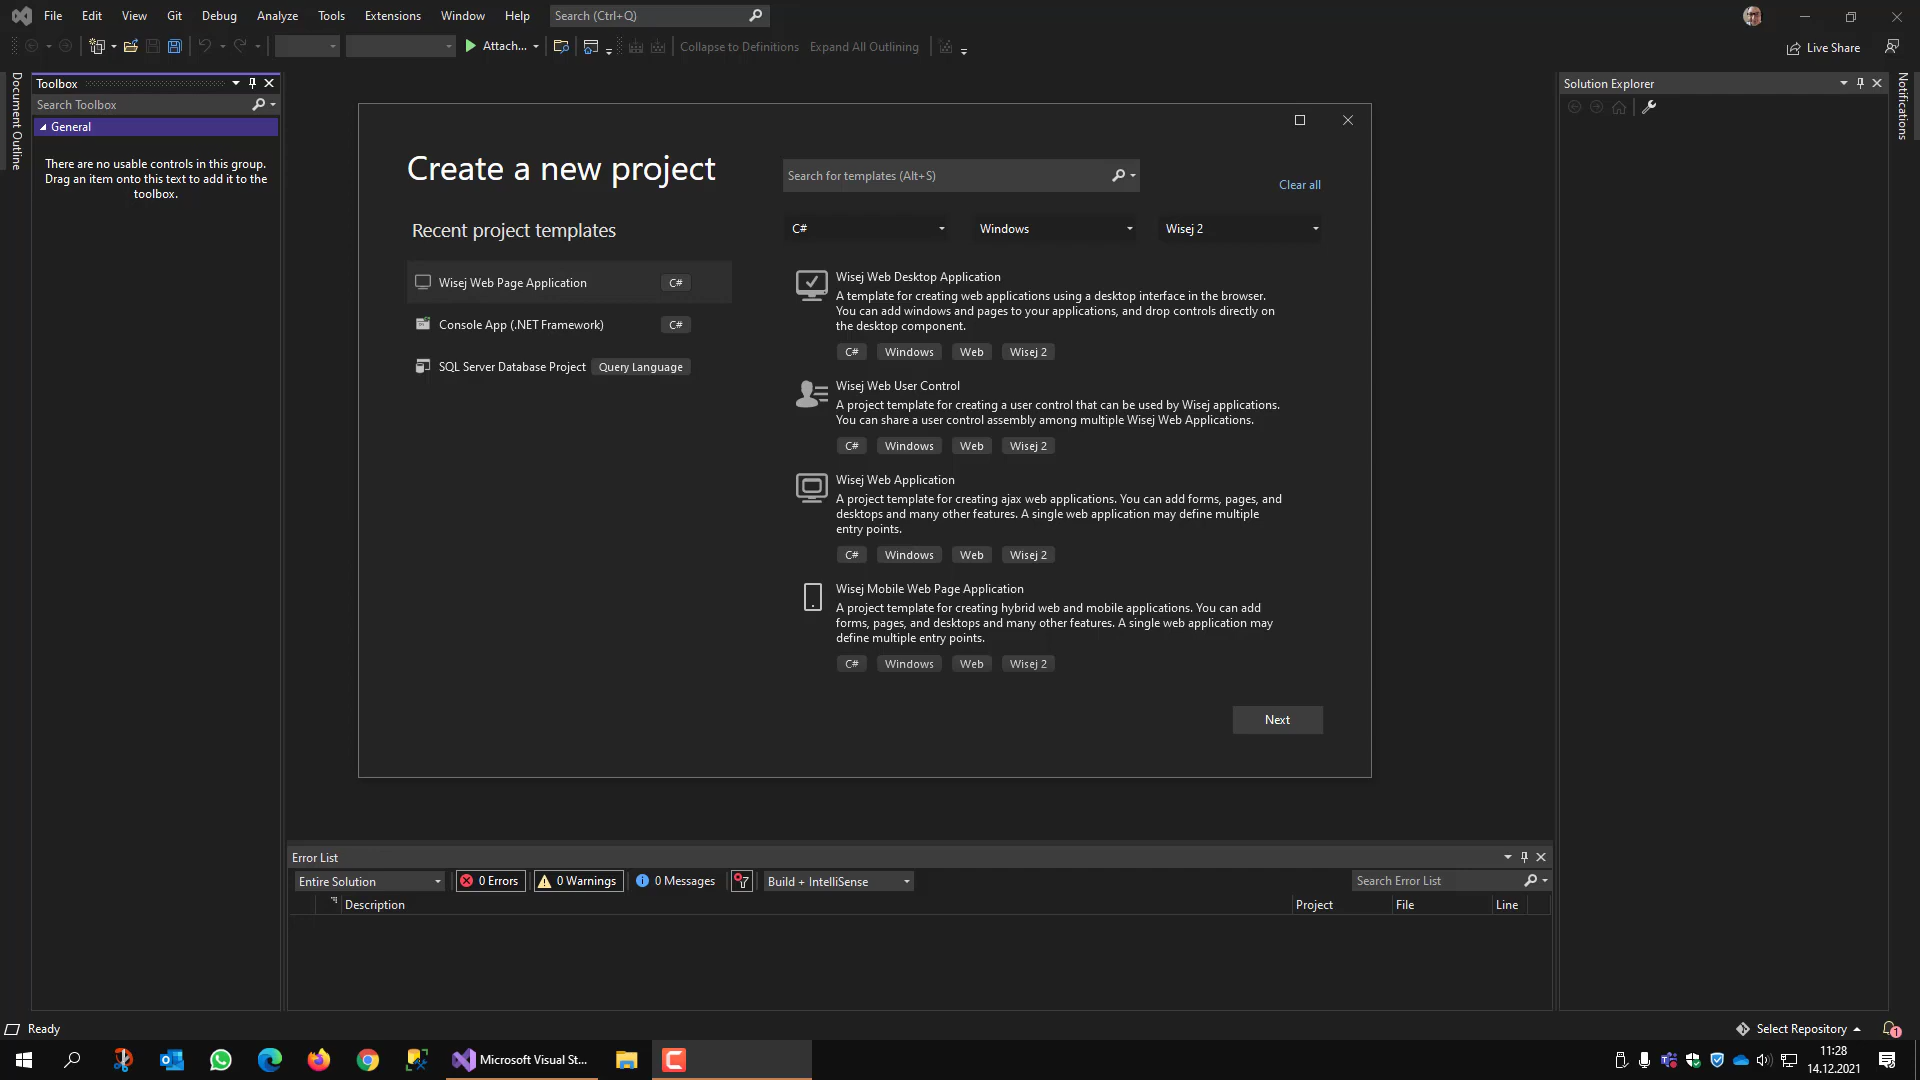 File Edit View Git Debug Analyze Tools Extensions Window Help Search (Ctrl+Q)
Attach... Collapse to Definitions Expand All Outlining Live Share
Document Outline
Toolbox
Search Toolbox
General
There are no usable controls in this group.
Drag an item onto this text to add it to the
toolbox.
Create a new project
Search for templates (Alt+S)
Clear all
C# Windows Wisej 2
Recent project templates
Wisej Web Page Application C#
Console App (.NET Framework) C#
SQL Server Database Project Query Language
Wisej Web Desktop Application
A template for creating web applications using a desktop interface in the browser.
You can add windows and pages to your applications, and drop controls directly on
the desktop component.
C# Windows Web Wisej 2
Wisej Web User Control
A project template for creating a user control that can be used by Wisej applications.
You can share a user control assembly among multiple Wisej Web Applications.
C# Windows Web Wisej 2
Wisej Web Application
A project template for creating ajax web applications. You can add forms, pages, and
desktops and many other features. A single web application may define multiple
entry points.
C# Windows Web Wisej 2
Wisej Mobile Web Page Application
A project template for creating hybrid web and mobile applications. You can add
forms, pages, and desktops and many other features. A single web application may
define multiple entry points.
C# Windows Web Wisej 2
Next
Solution Explorer
Notifications
Error List
Entire Solution 0 Errors 0 Warnings 0 Messages Build + IntelliSense Search Error List
Description Project File Line
Ready Select Repository 1
Microsoft Visual St...
11:28
14.12.2021